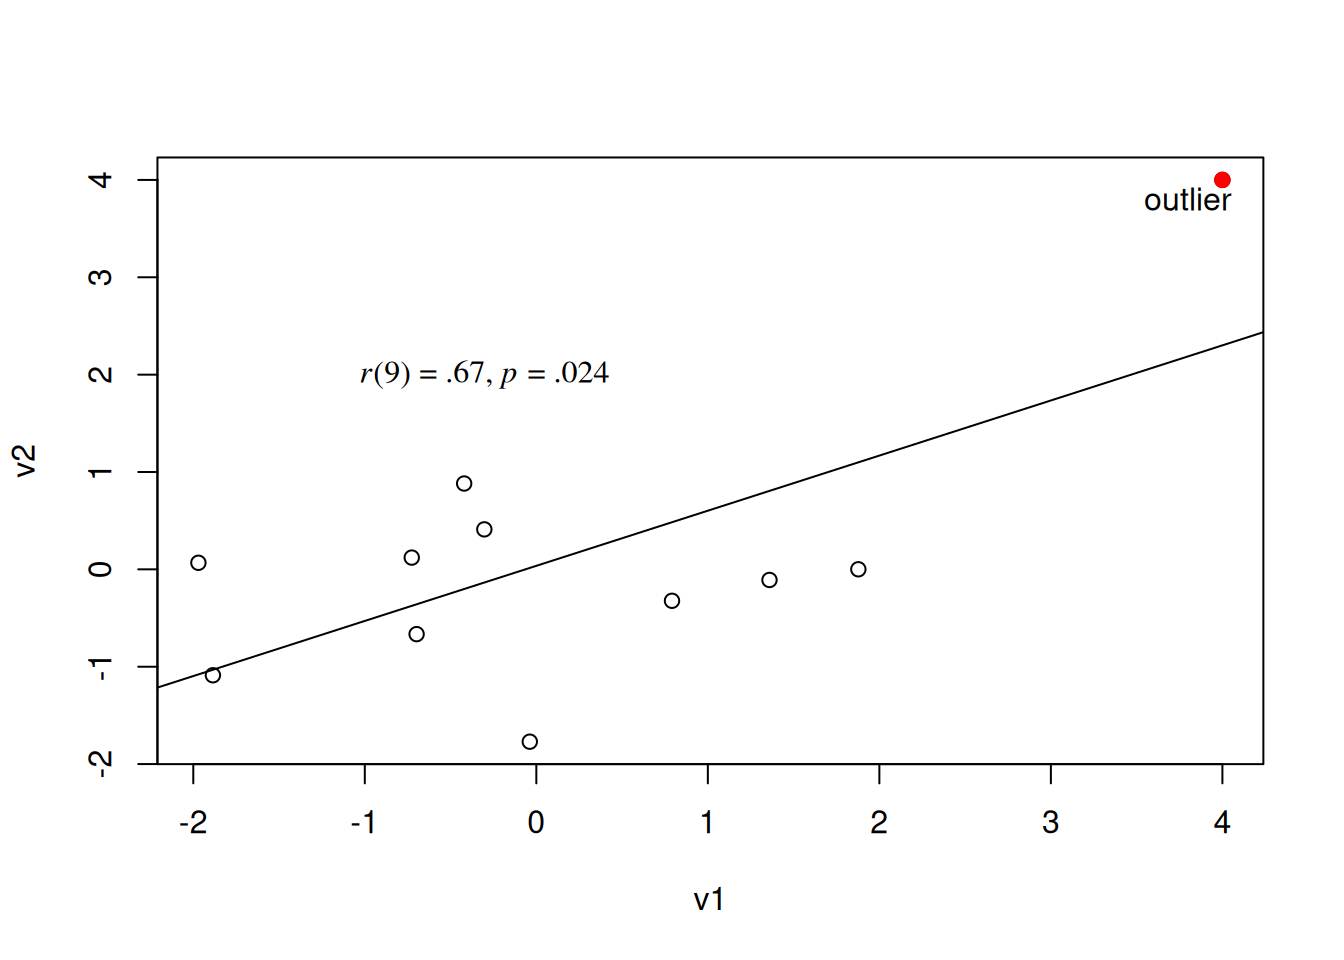 4
outlier
3
r(9) = .67, p = .024
2
v2
1
0
-1
-2
-2 -1 0 1 2 3 4
v1